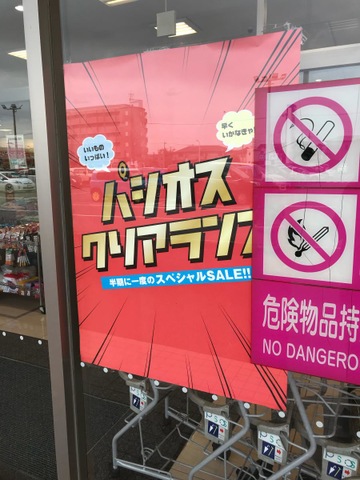 いいもの
いっぱい!
早く
いかなきゃ
パシオス
クリアランス
半期に一度のスペシャルSALE!!
危険物品持
NO DANGERO